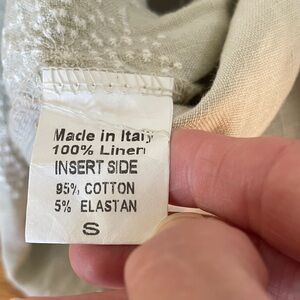 Made in Italy
100% Linen
INSERT SIDE
95% COTTON
5% ELASTAN
S